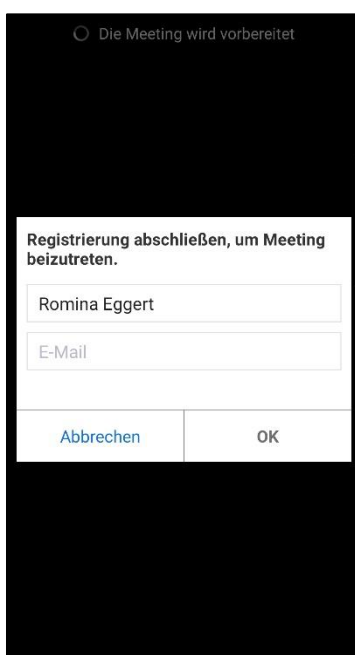 Die Meeting wird vorbereitet
Registrierung abschließen, um Meeting
beizutreten.
Romina Eggert
E-Mail
Abbrechen
OK